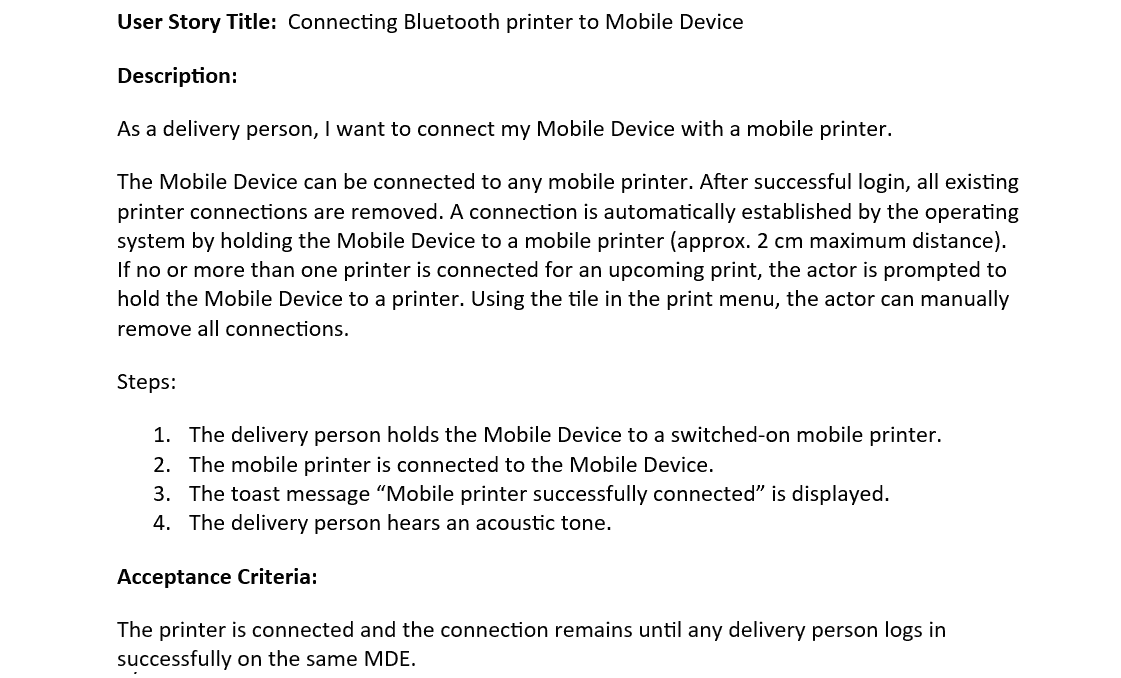 User Story Title: Connecting Bluetooth printer to Mobile Device
Description:
As a delivery person, I want to connect my Mobile Device with a mobile printer.
The Mobile Device can be connected to any mobile printer. After successful login, all existing
printer connections are removed. A connection is automatically established by the operating
system by holding the Mobile Device to a mobile printer (approx. 2 cm maximum distance).
If no or more than one printer is connected for an upcoming print, the actor is prompted to
hold the Mobile Device to a printer. Using the tile in the print menu, the actor can manually
remove all connections.
Steps:
1. The delivery person holds the Mobile Device to a switched-on mobile printer.
2. The mobile printer is connected to the Mobile Device.
3. The toast message “Mobile printer successfully connected” is displayed.
4. The delivery person hears an acoustic tone.
Acceptance Criteria:
The printer is connected and the connection remains until any delivery person logs in
successfully on the same MDE.